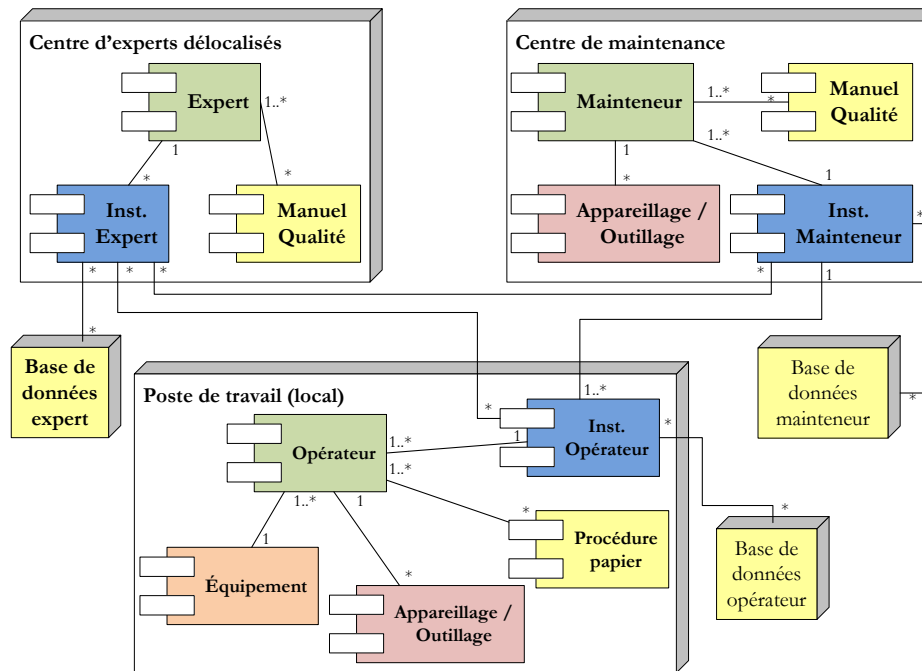 Centre d'experts délocalisés
Expert
1..*
1
*
*
Inst.
Expert
Manuel
Qualité
*
*
*
*
Base de
données
expert
Centre de maintenance
Mainteneur
1..*
*
Manuel
Qualité
1..*
1
*
1
Appareillage /
Outillage
Inst.
Mainteneur
*
*
1
Base de
données
mainteneur
*
Poste de travail (local)
1..*
*
Inst.
Opérateur
*
1
Opérateur
1..*
1..*
1..*
1
*
Procédure
papier
*
Base de
données
opérateur
1
Équipement
*
Appareillage /
Outillage